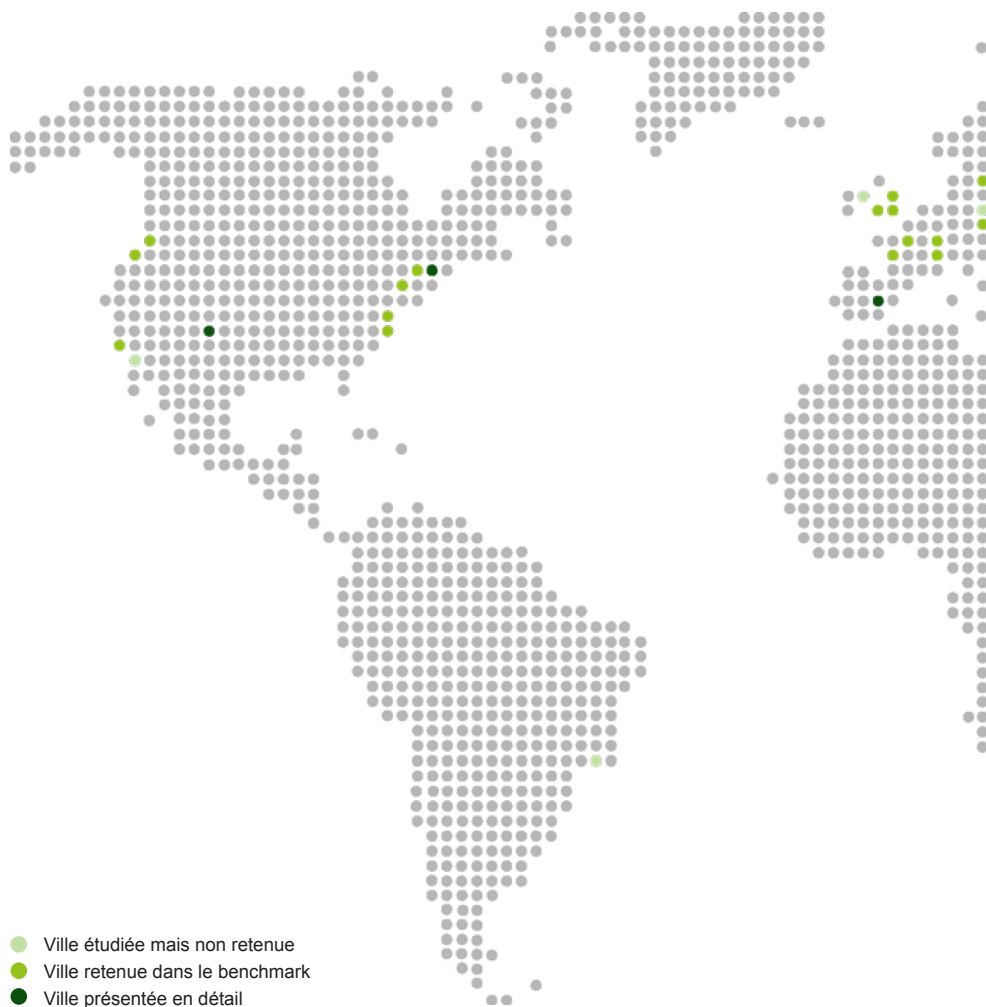 Ville étudiée mais non retenue
Ville retenue dans le benchmark
Ville présentée en détail